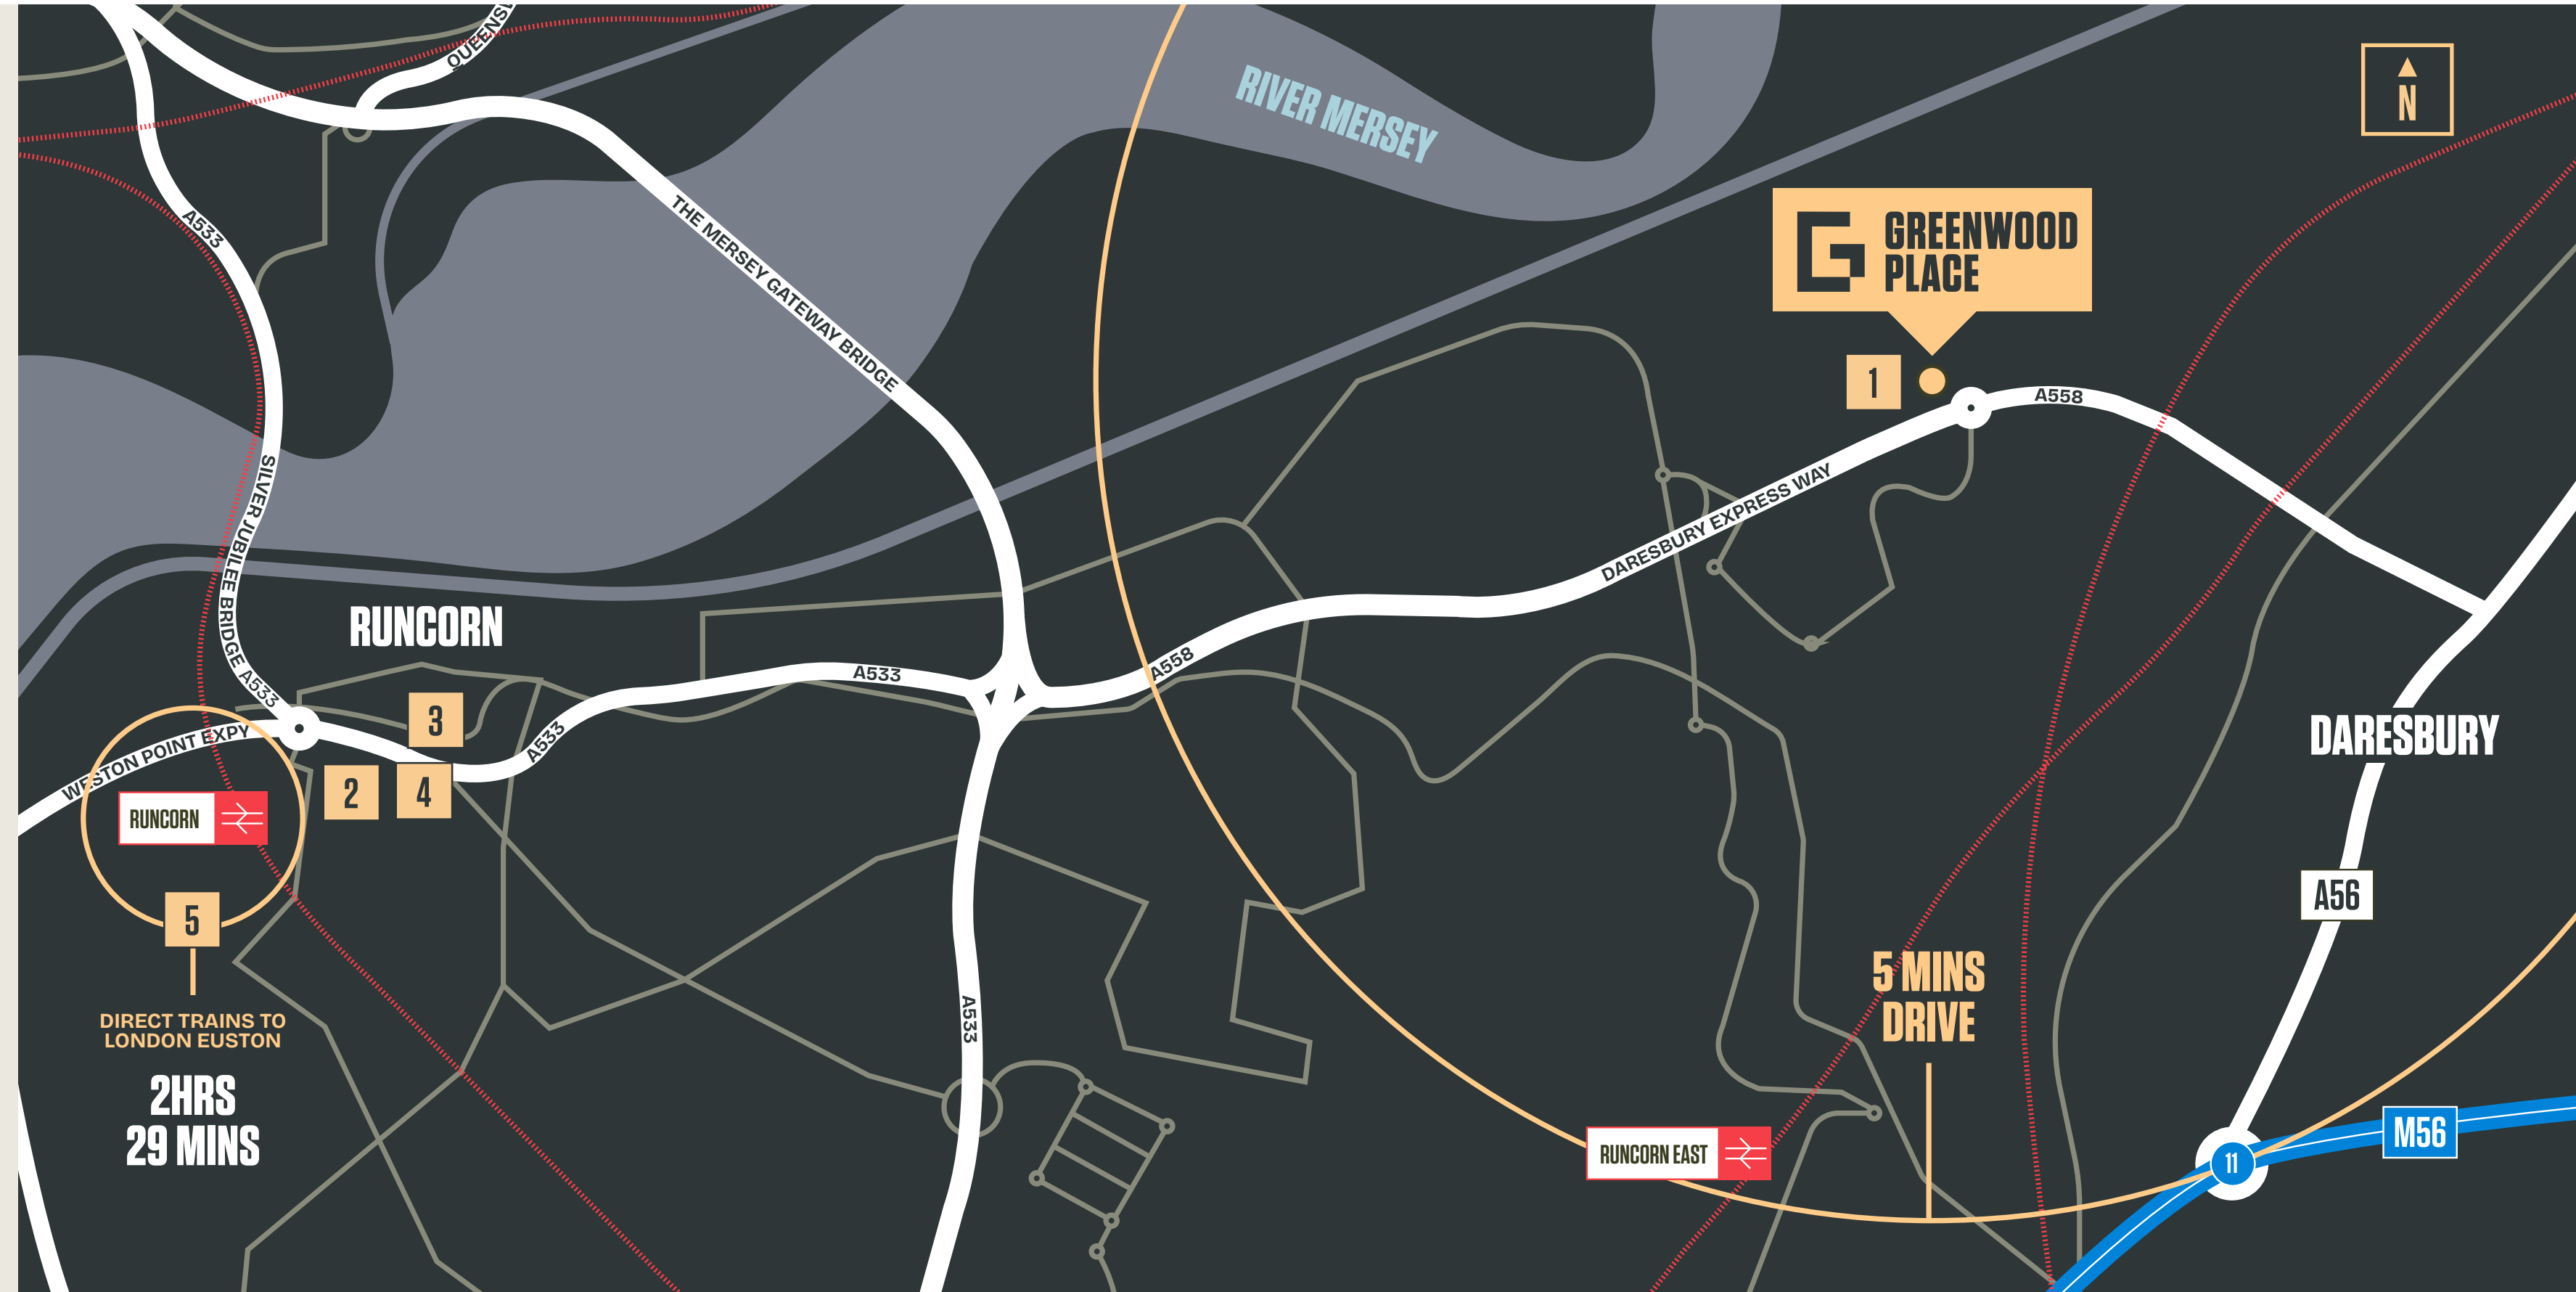 QUEENS
RIVER MERSEY
N
A533
THE MERSEY GATEWAY BRIDGE
GREENWOOD
PLACE
1
A558
SILVER JUBILEE BRIDGE A533
DARESBURY EXPRESS WAY
RUNCORN
A533
A558
3
WESTON POINT EXPY
A533
DARESBURY
2
4
RUNCORN
A56
5
5 MINS
DRIVE
DIRECT TRAINS TO
LONDON EUSTON
A533
2HRS
29 MINS
RUNCORN EAST
M56
11